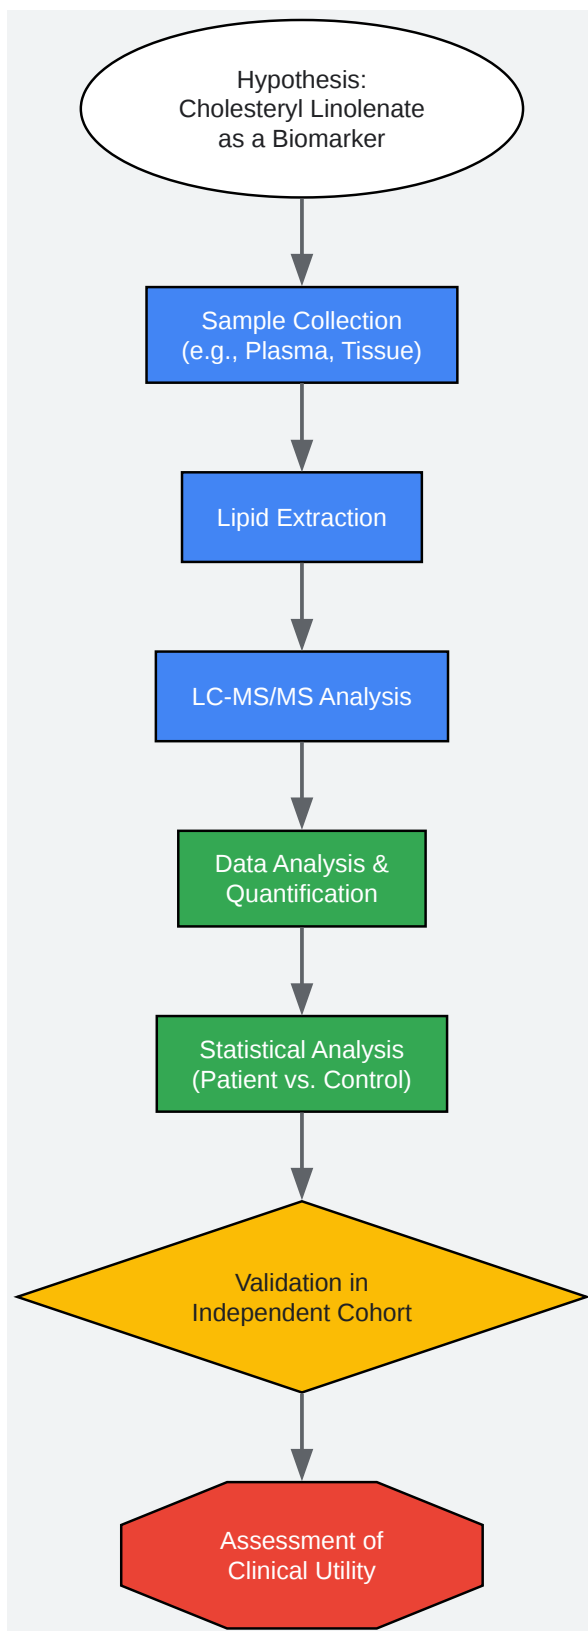 Hypothesis:
Cholesteryl Linolenate
as a Biomarker
Sample Collection
(e.g., Plasma, Tissue)
Lipid Extraction
LC-MS/MS Analysis
Data Analysis &
Quantification
Statistical Analysis
(Patient vs. Control)
Validation in
Independent Cohort
Assessment of
Clinical Utility